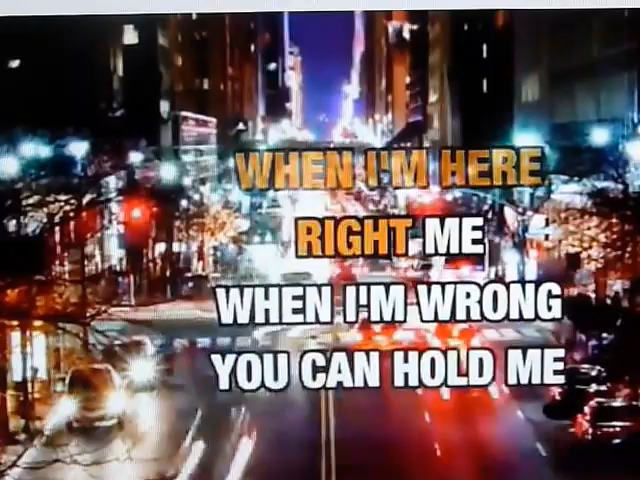 WHEN I'M HERE
RIGHT ME
WHEN I'M WRONG
YOU CAN HOLD ME